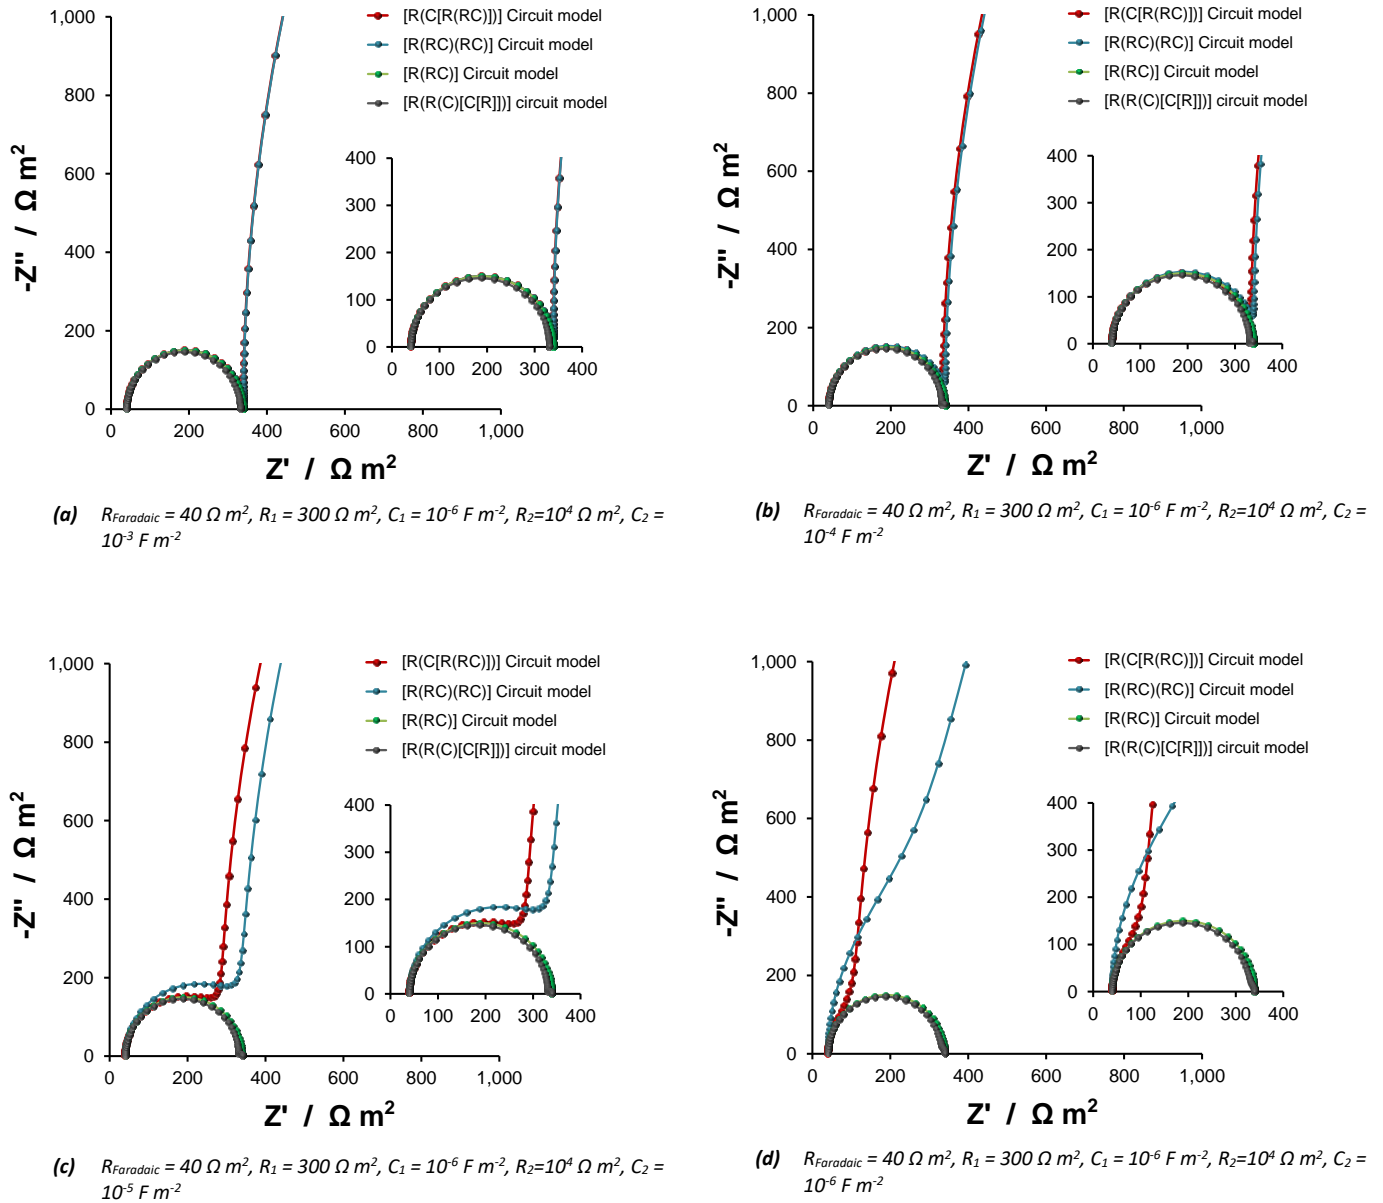 1,000
800
600
400
200
0
-Z'' / Ω m²
[R(C[R(RC)])] Circuit model
[R(RC)(RC)] Circuit model
[R(RC)] Circuit model
[R(R(C)[C[R]])] circuit model
400
300
200
100
0
0 100 200 300 400
0 200 400 600 800 1,000
Z' / Ω m²
(a) R_Faradaic = 40 Ω m², R₁ = 300 Ω m², C₁ = 10⁻⁶ F m⁻², R₂=10⁴ Ω m², C₂ =
10⁻³ F m⁻²
1,000
800
600
400
200
0
-Z'' / Ω m²
[R(C[R(RC)])] Circuit model
[R(RC)(RC)] Circuit model
[R(RC)] Circuit model
[R(R(C)[C[R]])] circuit model
400
300
200
100
0
0 100 200 300 400
0 200 400 600 800 1,000
Z' / Ω m²
(b) R_Faradaic = 40 Ω m², R₁ = 300 Ω m², C₁ = 10⁻⁶ F m⁻², R₂=10⁴ Ω m², C₂ =
10⁻⁴ F m⁻²
1,000
800
600
400
200
0
-Z'' / Ω m²
[R(C[R(RC)])] Circuit model
[R(RC)(RC)] Circuit model
[R(RC)] Circuit model
[R(R(C)[C[R]])] circuit model
400
300
200
100
0
0 100 200 300 400
0 200 400 600 800 1,000
Z' / Ω m²
(c) R_Faradaic = 40 Ω m², R₁ = 300 Ω m², C₁ = 10⁻⁶ F m⁻², R₂=10⁴ Ω m², C₂ =
10⁻⁵ F m⁻²
1,000
800
600
400
200
0
-Z'' / Ω m²
[R(C[R(RC)])] Circuit model
[R(RC)(RC)] Circuit model
[R(RC)] Circuit model
[R(R(C)[C[R]])] circuit model
400
300
200
100
0
0 100 200 300 400
0 200 400 600 800 1,000
Z' / Ω m²
(d) R_Faradaic = 40 Ω m², R₁ = 300 Ω m², C₁ = 10⁻⁶ F m⁻², R₂=10⁴ Ω m², C₂ =
10⁻⁶ F m⁻²